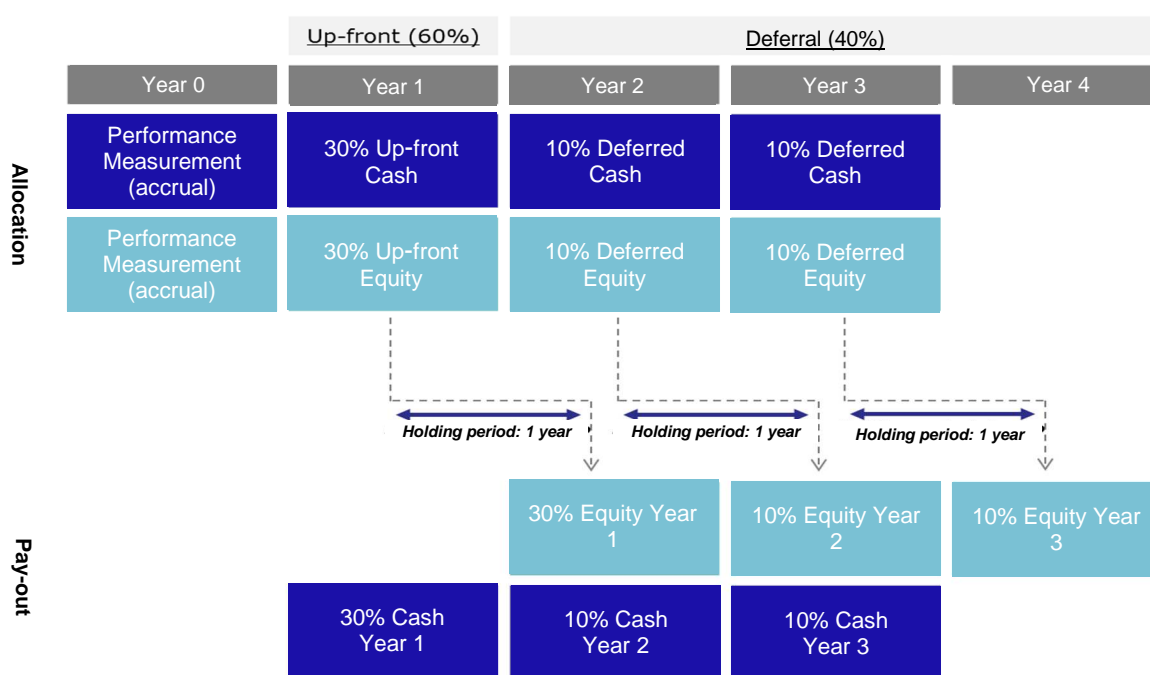 Up-front (60%)
Deferral (40%)
Year 0
Year 1
Year 2
Year 3
Year 4
Allocation
Performance
Measurement
(accrual)
30% Up-front
Cash
10% Deferred
Cash
10% Deferred
Cash
Performance
Measurement
(accrual)
30% Up-front
Equity
10% Deferred
Equity
10% Deferred
Equity
Holding period: 1 year
Holding period: 1 year
Holding period: 1 year
Pay-out
30% Equity Year
1
10% Equity Year
2
10% Equity Year
3
30% Cash
Year 1
10% Cash
Year 2
10% Cash
Year 3